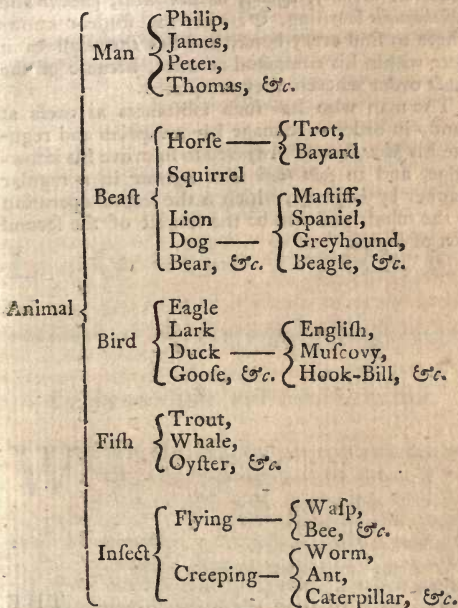 Philip,
Man James,
Peter,
Thomas, &c.
Horſe — Trot,
Bayard
Squirrel
Beaſt Maſtiff,
Lion Spaniel,
Dog — Greyhound,
Bear, &c. Beagle, &c.
Animal
Eagle
Bird Lark
Duck — Engliſh,
Muſcovy,
Gooſe, &c. Hook-Bill, &c.
Trout,
Fiſh Whale,
Oyſter, &c.
Flying — Waſp,
Bee, &c.
Inſect
Creeping — Worm,
Ant,
Caterpillar, &c.